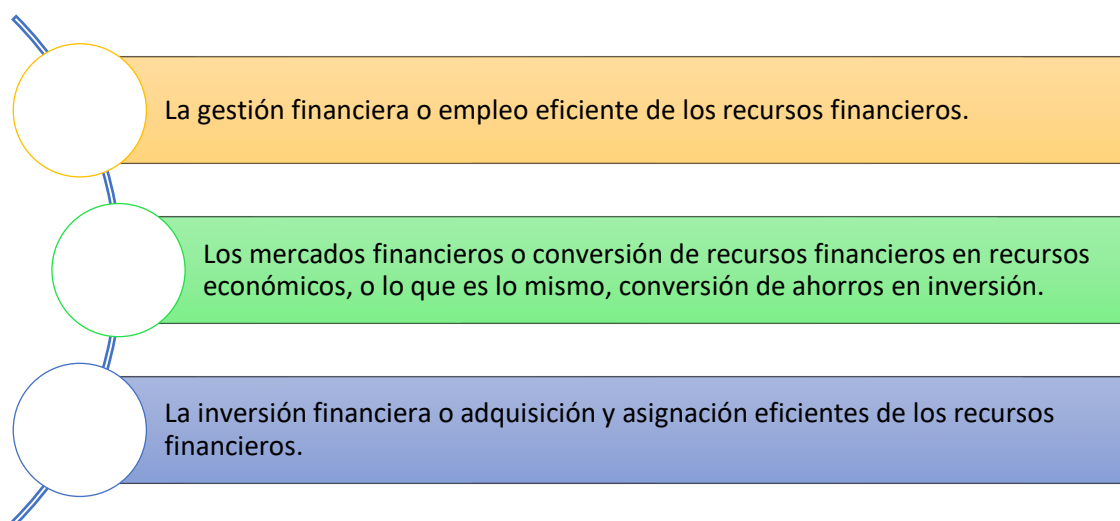 La gestión financiera o empleo eficiente de los recursos financieros.
Los mercados financieros o conversión de recursos financieros en recursos
económicos, o lo que es lo mismo, conversión de ahorros en inversión.
La inversión financiera o adquisición y asignación eficientes de los recursos
financieros.